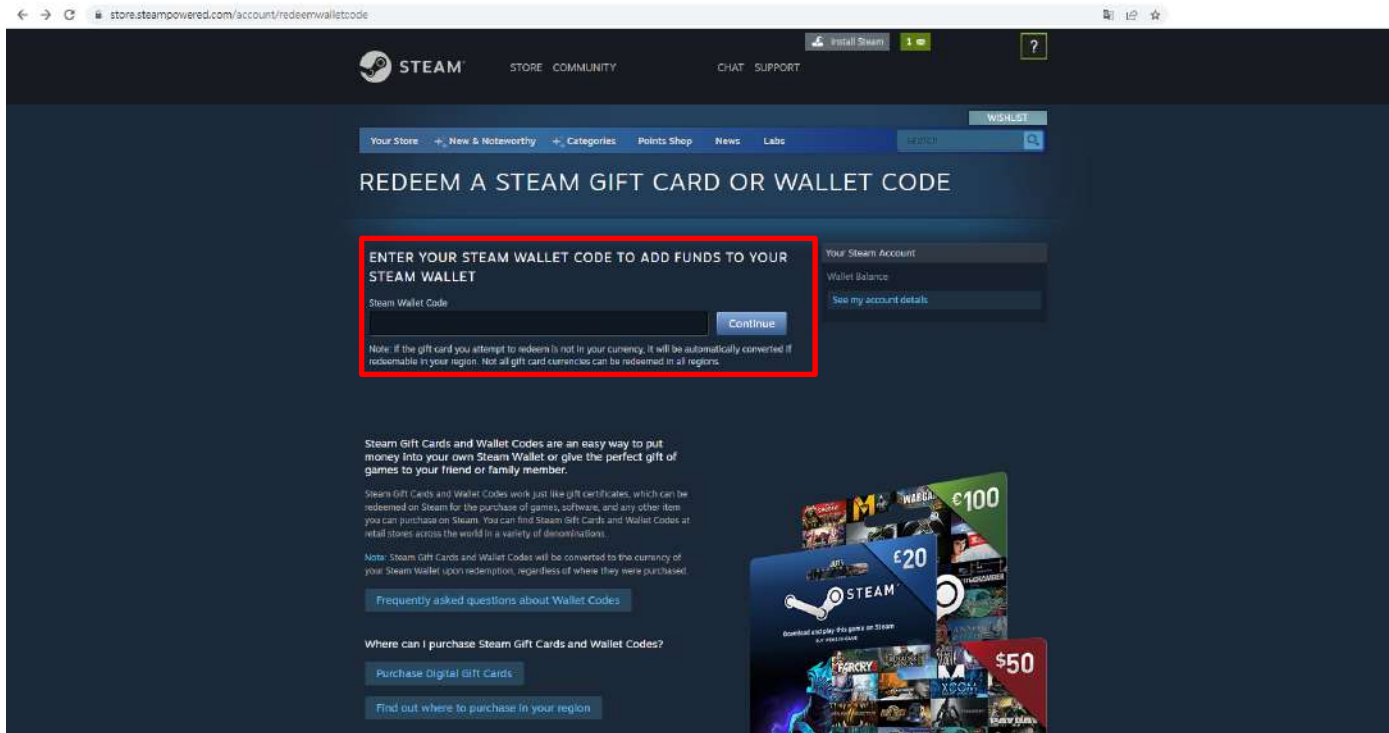 store.steampowered.com/account/redeemwalletcode
Install Steam
1
?
STEAM
STORE COMMUNITY CHAT SUPPORT
WISHLIST
Your Store New & Noteworthy Categories Points Shop News Labs search
REDEEM A STEAM GIFT CARD OR WALLET CODE
ENTER YOUR STEAM WALLET CODE TO ADD FUNDS TO YOUR
STEAM WALLET
Steam Wallet Code
Continue
Note: If the gift card you attempt to redeem is not in your currency, it will be automatically converted if
redeemable in your region. Not all gift card currencies can be redeemed in all regions.
Your Steam Account
Wallet Balance
See my account details
Steam Gift Cards and Wallet Codes are an easy way to put
money into your own Steam Wallet or give the perfect gift of
games to your friend or family member.
Steam Gift Cards and Wallet Codes work just like gift certificates, which can be
redeemed on Steam for the purchase of games, software, and any other item
you can purchase on Steam. You can find Steam Gift Cards and Wallet Codes at
retail stores across the world in a variety of denominations.
Note: Steam Gift Cards and Wallet Codes will be converted to the currency of
your Steam Wallet upon redemption, regardless of where they were purchased.
Frequently asked questions about Wallet Codes
Where can I purchase Steam Gift Cards and Wallet Codes?
Purchase Digital Gift Cards
Find out where to purchase in your region
€100
£20
STEAM
Download and play this game on Steam
$50
FARCRY
XCOM
PAYDAY